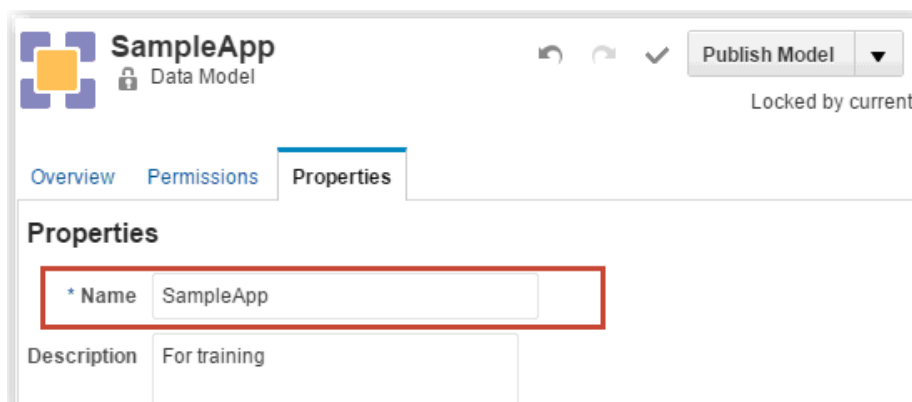 SampleApp
Data Model
Publish Model
Locked by current
Overview Permissions Properties
Properties
* Name SampleApp
Description For training